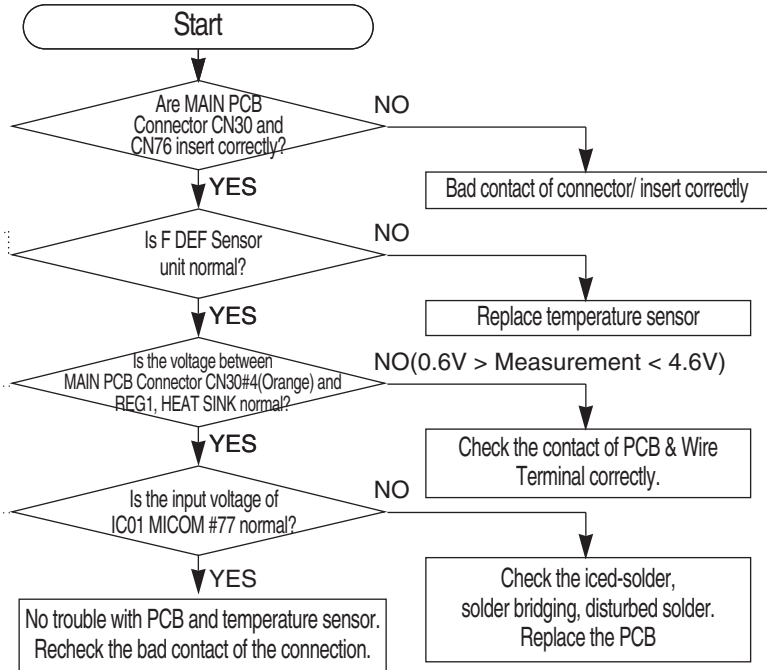 Start
Are MAIN PCB
Connector CN30 and
CN76 insert correctly?
NO
YES
Bad contact of connector/ insert correctly
Is F DEF Sensor
unit normal?
NO
YES
Replace temperature sensor
Is the voltage between
MAIN PCB Connector CN30#4(Orange) and
REG1, HEAT SINK normal?
NO(0.6V > Measurement < 4.6V)
YES
Check the contact of PCB & Wire
Terminal correctly.
Is the input voltage of
IC01 MICOM #77 normal?
NO
YES
Check the iced-solder,
solder bridging, disturbed solder.
Replace the PCB
No trouble with PCB and temperature sensor.
Recheck the bad contact of the connection.